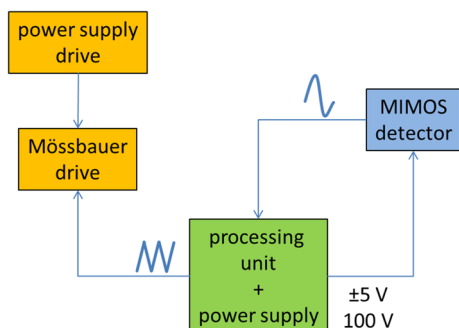 power supply
drive
Mössbauer
drive
MIMOS
detector
processing
unit
+
power supply
±5 V
100 V